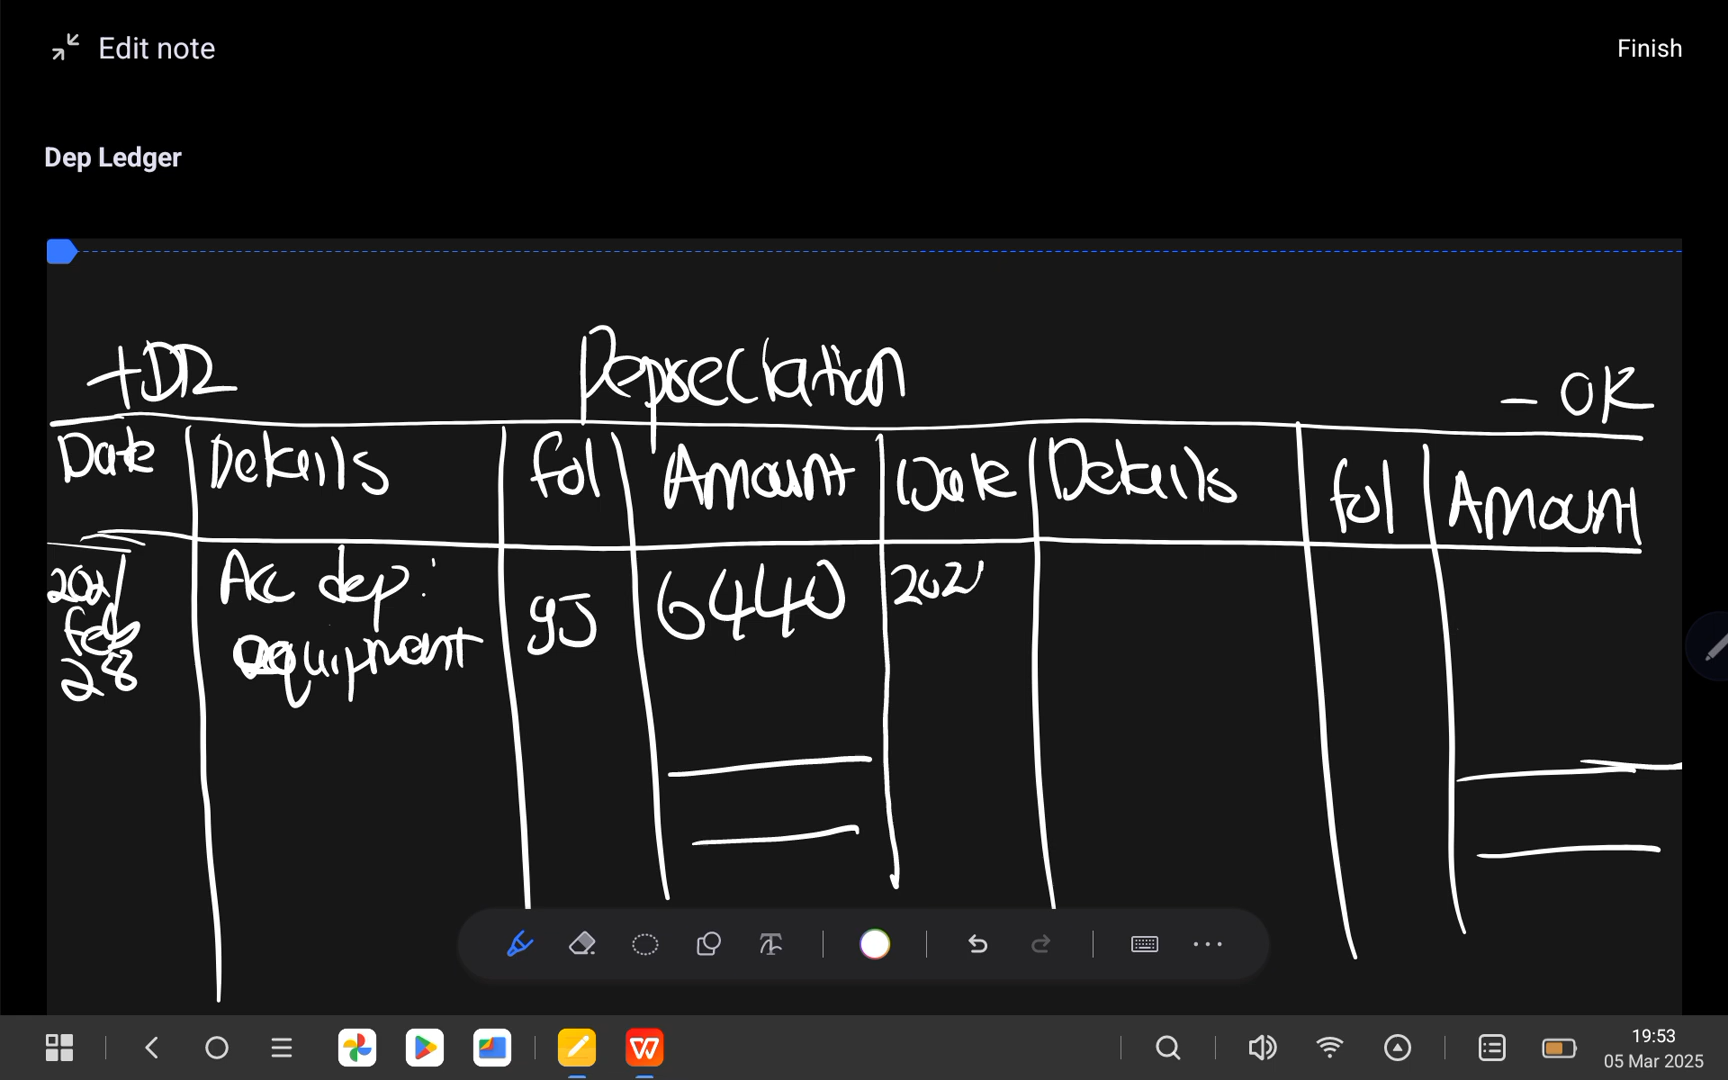 Edit note
Finish
Dep Ledger
+DR Depreciation - CR
Date Details fol Amount Date Details fol Amount
2021 Acc dep: gJ 6440 2021
Feb equipment
28
19:53
05 Mar 2025